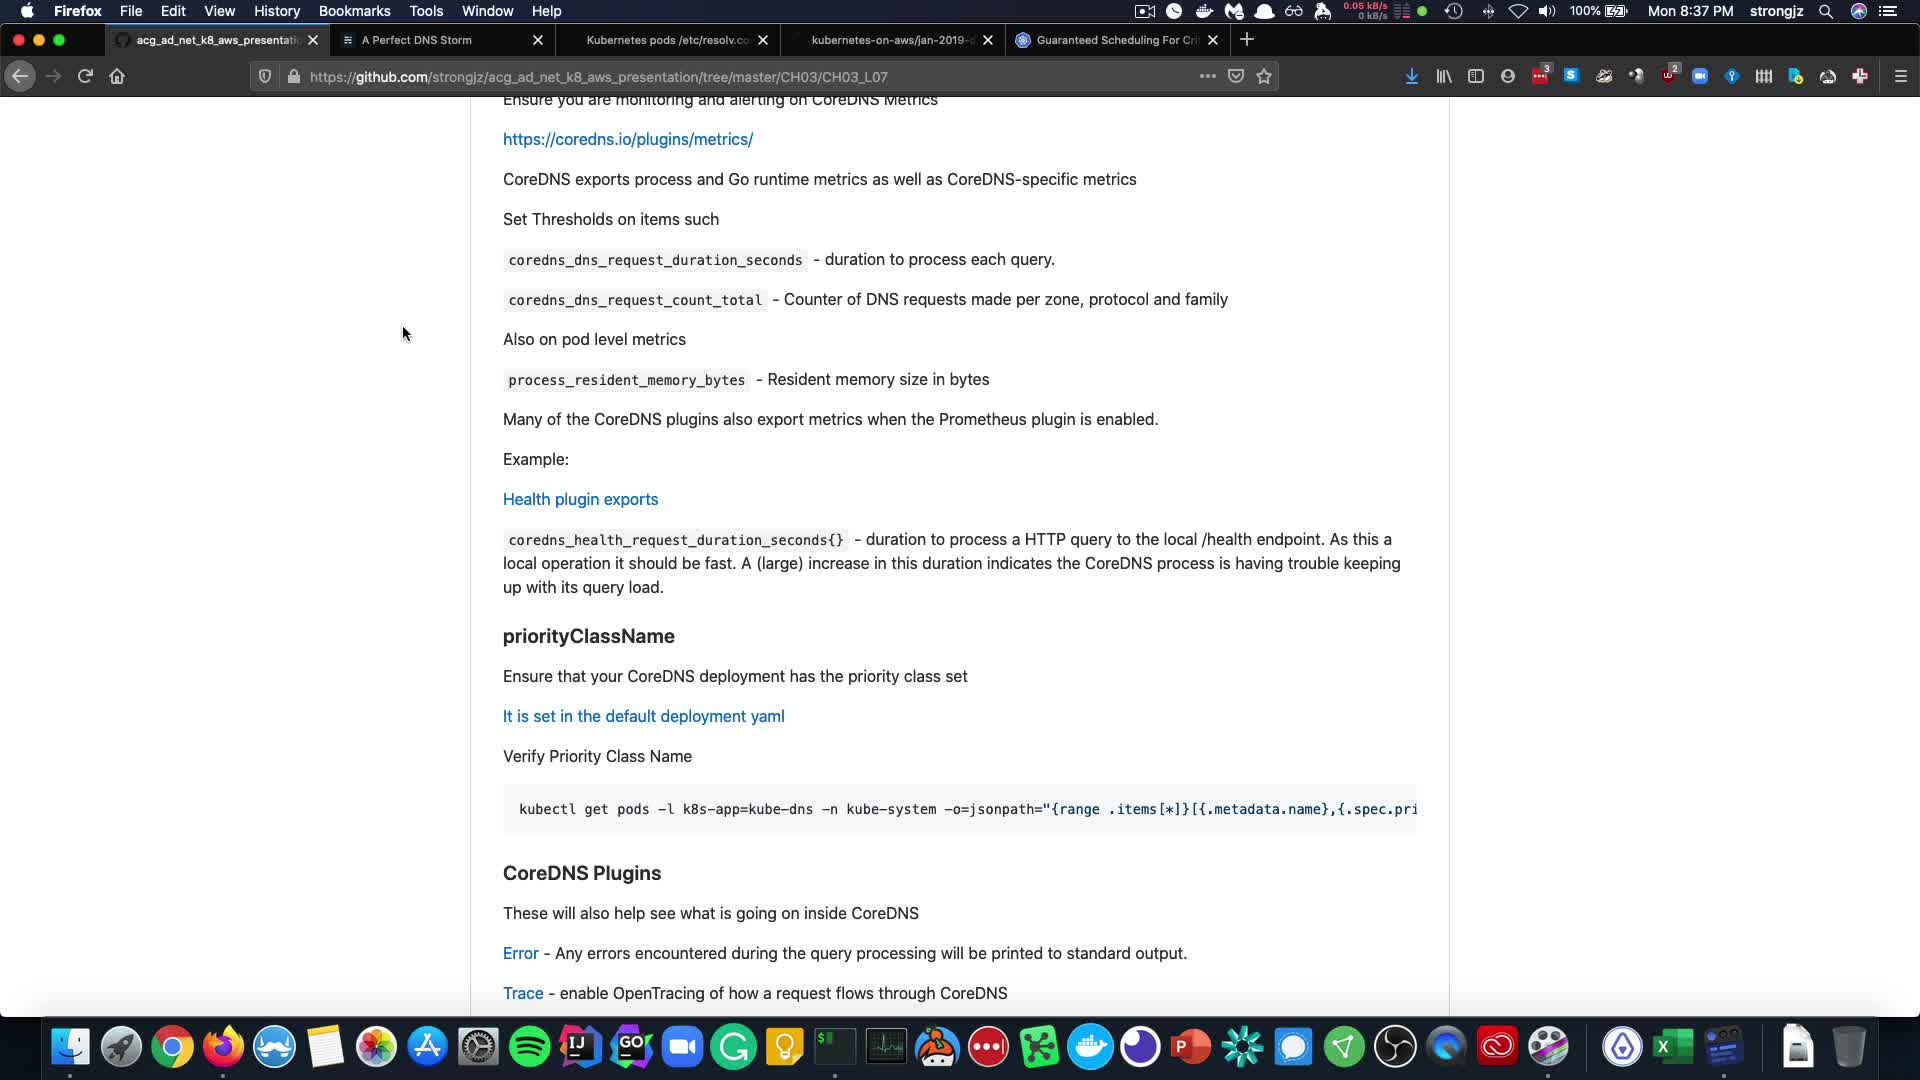 Firefox File Edit View History Bookmarks Tools Window Help
0.05 kB/s
0 kB/s
100%
Mon 8:37 PM strongjz
acg_ad_net_k8_aws_presentatio
A Perfect DNS Storm
Kubernetes pods /etc/resolv.co
kubernetes-on-aws/jan-2019-d
Guaranteed Scheduling For Cri
https://github.com/strongjz/acg_ad_net_k8_aws_presentation/tree/master/CH03/CH03_L07
3
2
Ensure you are monitoring and alerting on CoreDNS Metrics
https://coredns.io/plugins/metrics/
CoreDNS exports process and Go runtime metrics as well as CoreDNS-specific metrics
Set Thresholds on items such
coredns_dns_request_duration_seconds - duration to process each query.
coredns_dns_request_count_total - Counter of DNS requests made per zone, protocol and family
Also on pod level metrics
process_resident_memory_bytes - Resident memory size in bytes
Many of the CoreDNS plugins also export metrics when the Prometheus plugin is enabled.
Example:
Health plugin exports
coredns_health_request_duration_seconds{} - duration to process a HTTP query to the local /health endpoint. As this a
local operation it should be fast. A (large) increase in this duration indicates the CoreDNS process is having trouble keeping
up with its query load.
priorityClassName
Ensure that your CoreDNS deployment has the priority class set
It is set in the default deployment yaml
Verify Priority Class Name
kubectl get pods -l k8s-app=kube-dns -n kube-system -o=jsonpath="{range .items[*]}[{.metadata.name},{.spec.pri
CoreDNS Plugins
These will also help see what is going on inside CoreDNS
Error - Any errors encountered during the query processing will be printed to standard output.
Trace - enable OpenTracing of how a request flows through CoreDNS